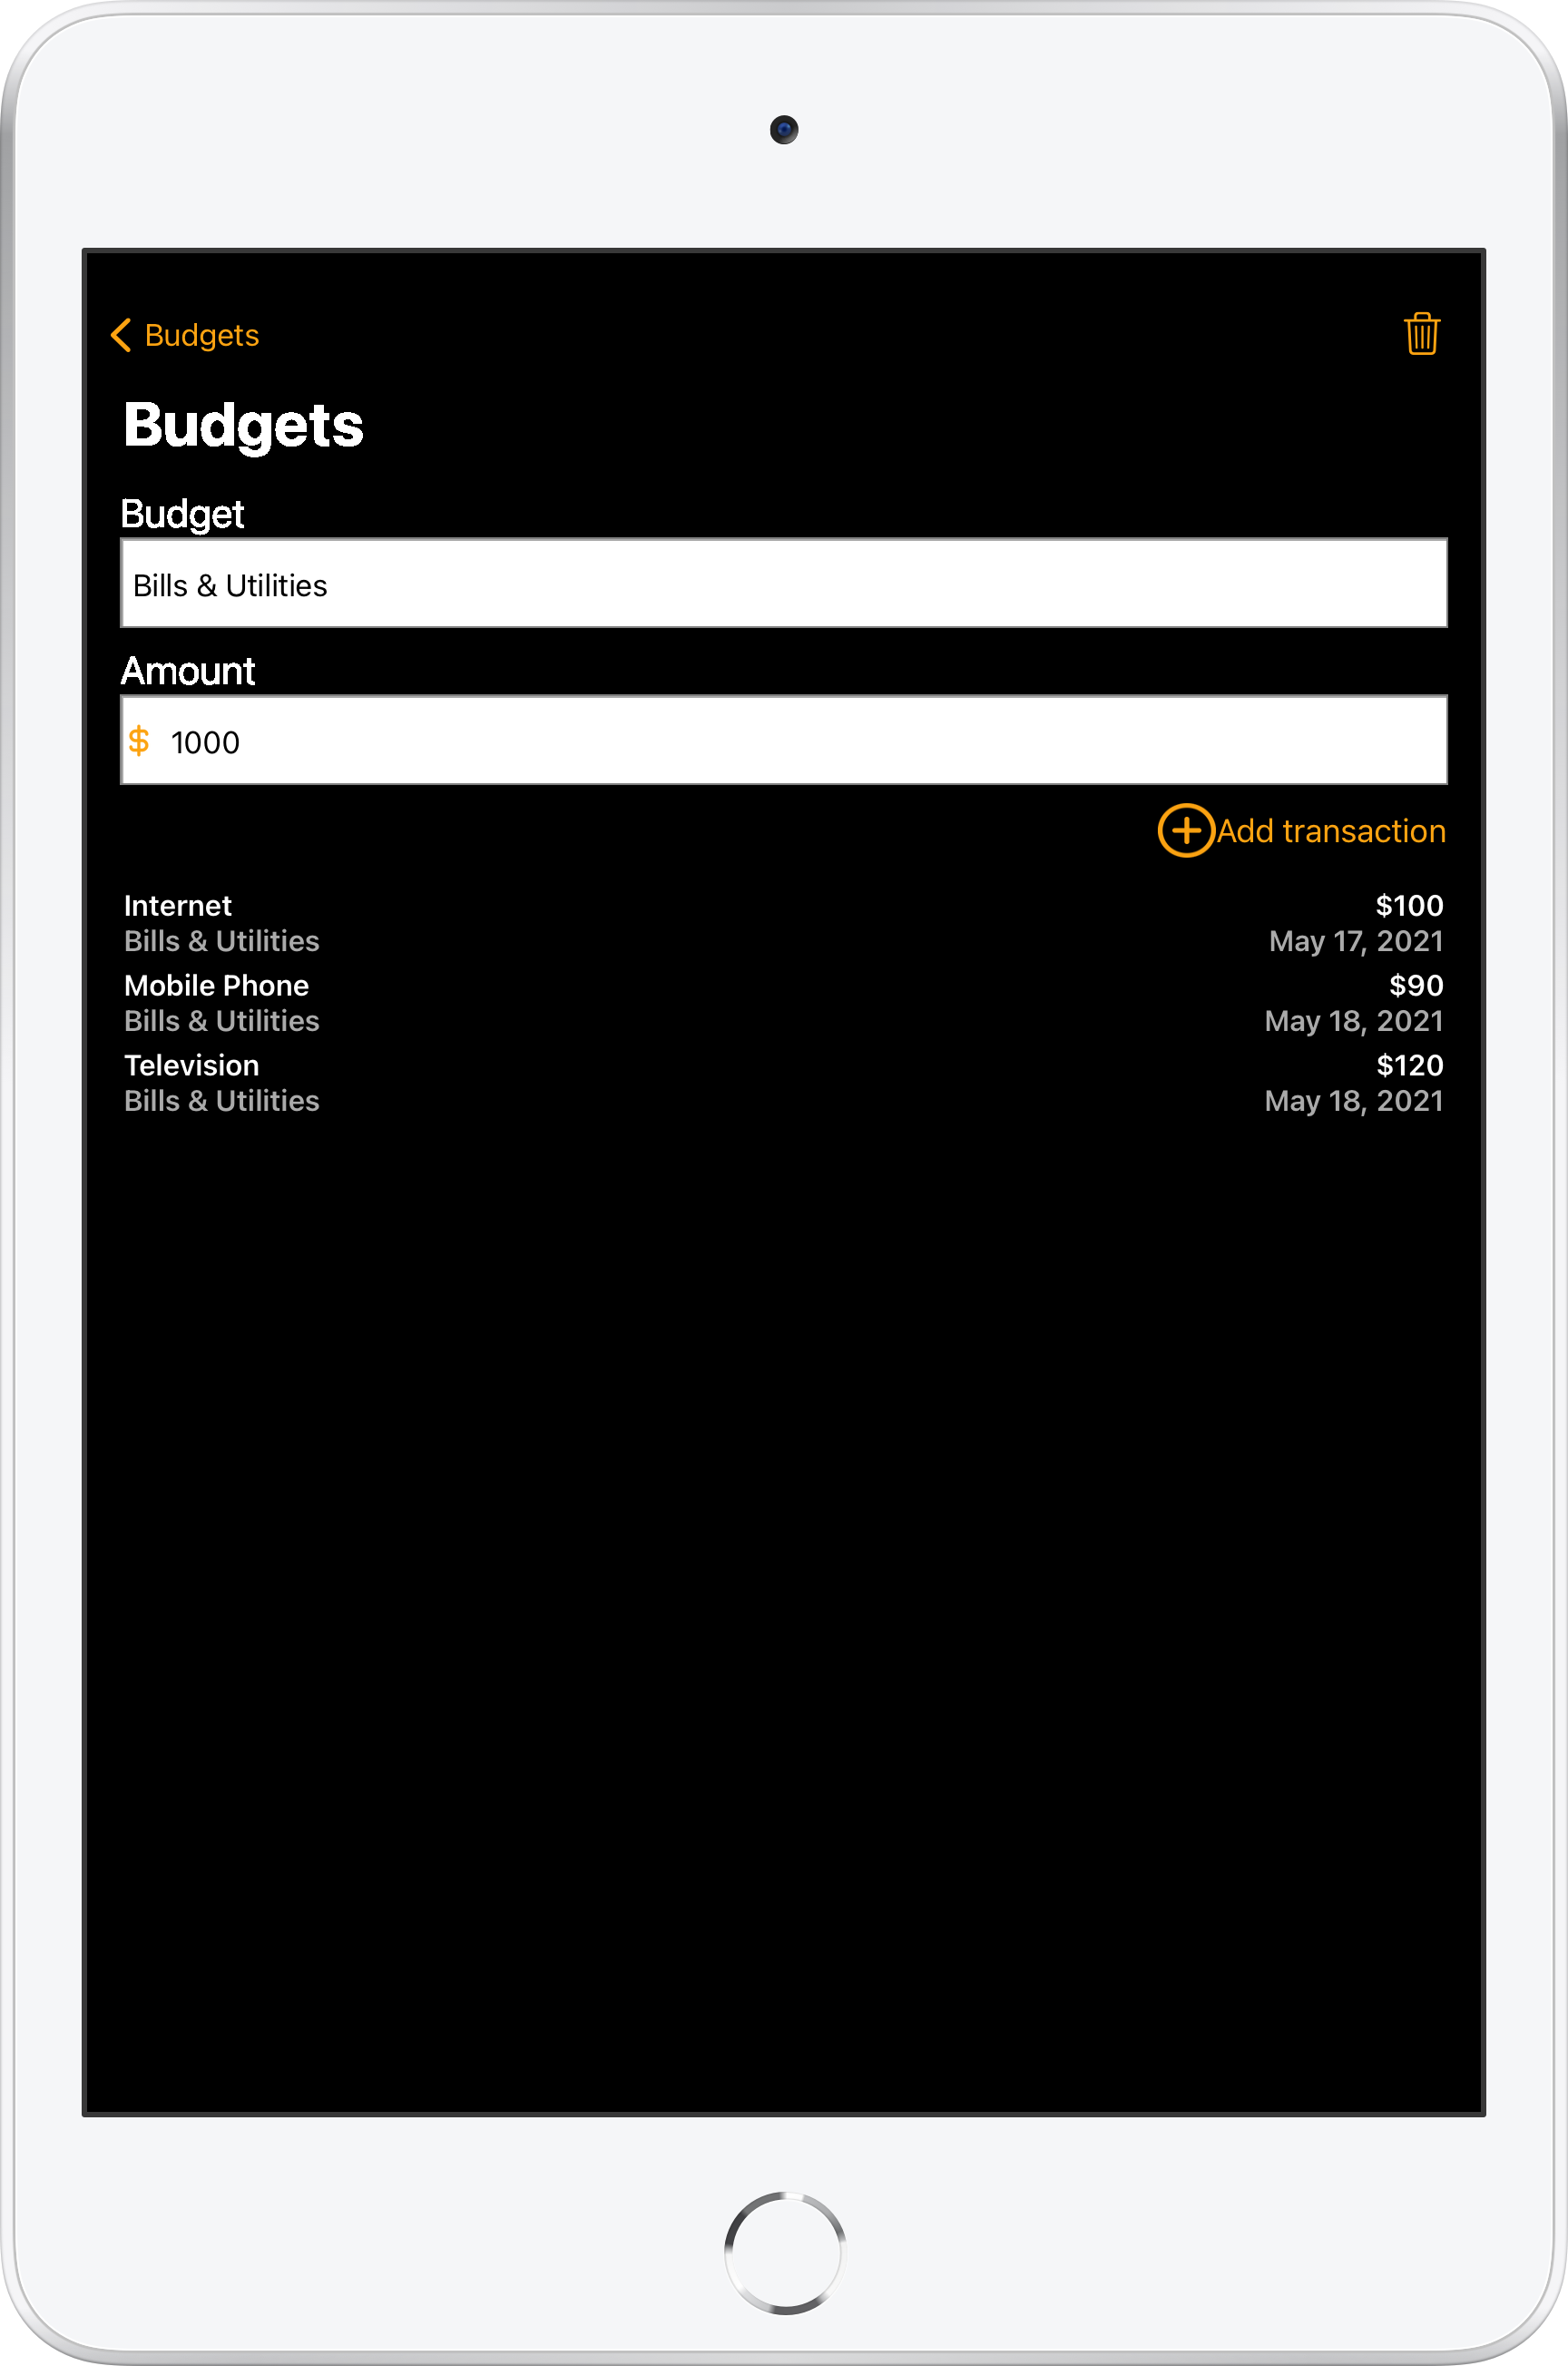 Budgets
Budgets
Budget
Bills & Utilities
Amount
$ 1000
Add transaction
Internet $100
Bills & Utilities May 17, 2021
Mobile Phone $90
Bills & Utilities May 18, 2021
Television $120
Bills & Utilities May 18, 2021